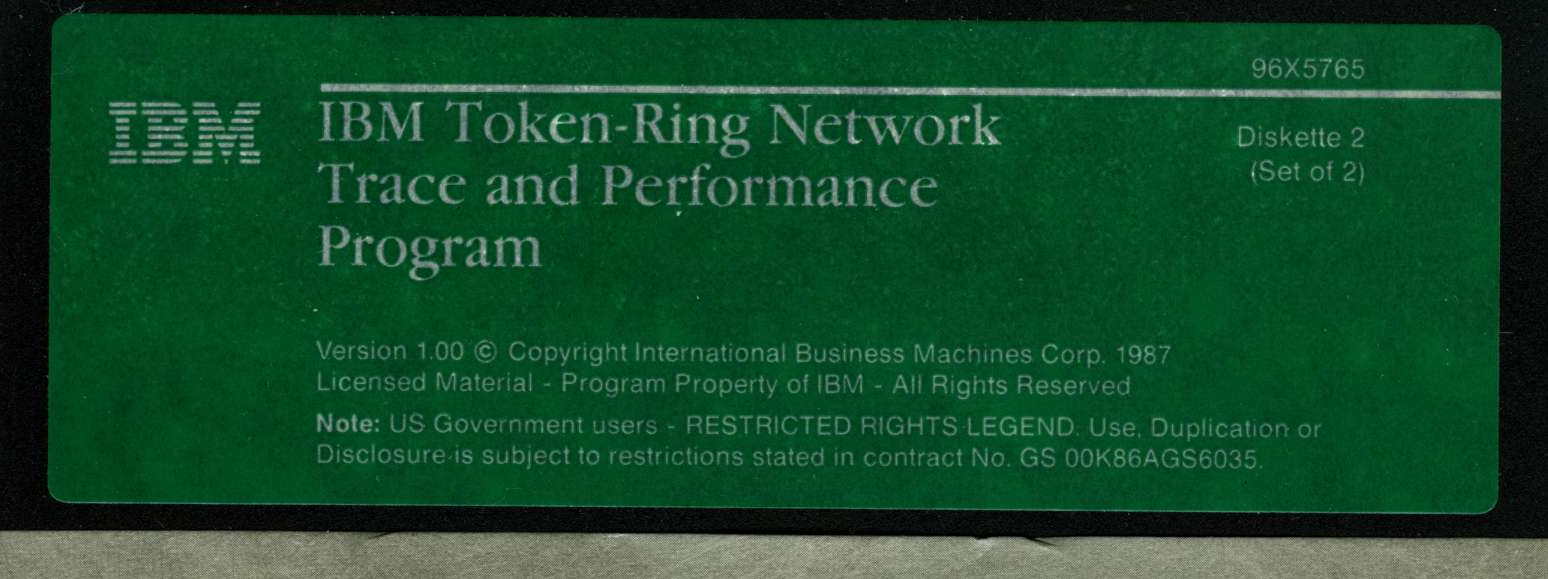 96X5765
IBM
IBM Token-Ring Network
Trace and Performance
Program
Diskette 2
(Set of 2)
Version 1.00 © Copyright International Business Machines Corp. 1987
Licensed Material - Program Property of IBM - All Rights Reserved
Note: US Government users - RESTRICTED RIGHTS LEGEND. Use, Duplication or
Disclosure is subject to restrictions stated in contract No. GS 00K86AGS6035.